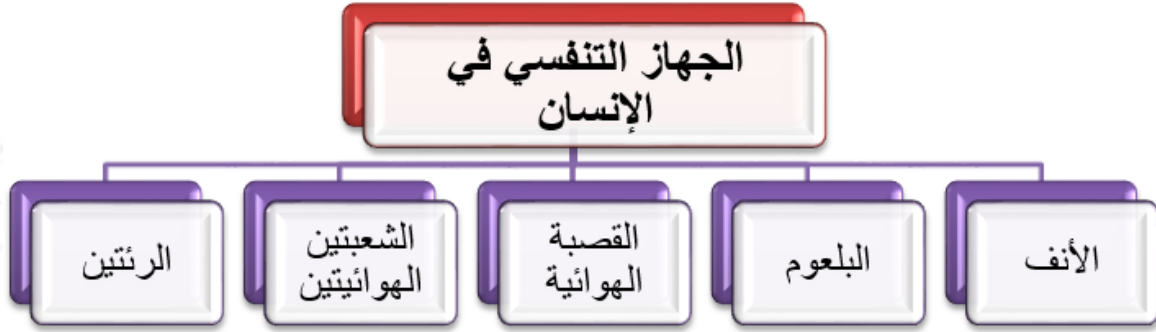 الجهاز التنفسي في
الإنسان
الأنف
البلعوم
القصبة
الهوائية
الشعبتين
الهوائيتين
الرئتين